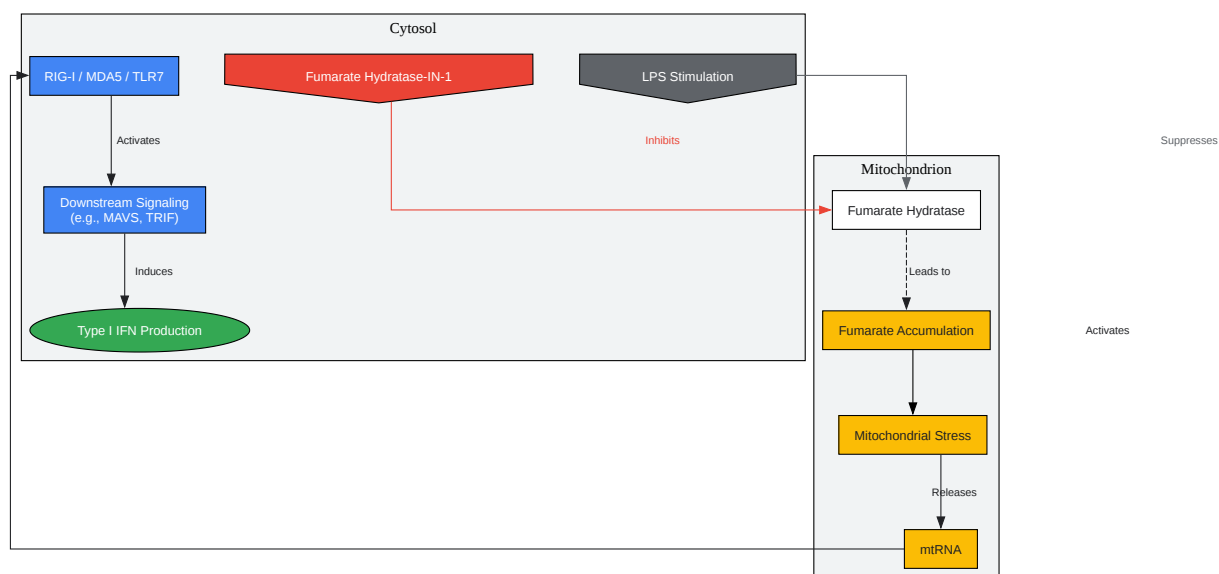 Cytosol
RIG-I / MDA5 / TLR7
Fumarate Hydratase-IN-1
LPS Stimulation
Activates
Inhibits
Suppresses
Mitochondrion
Downstream Signaling
(e.g., MAVS, TRIF)
Fumarate Hydratase
Induces
Leads to
Type I IFN Production
Fumarate Accumulation
Activates
Mitochondrial Stress
Releases
mtRNA